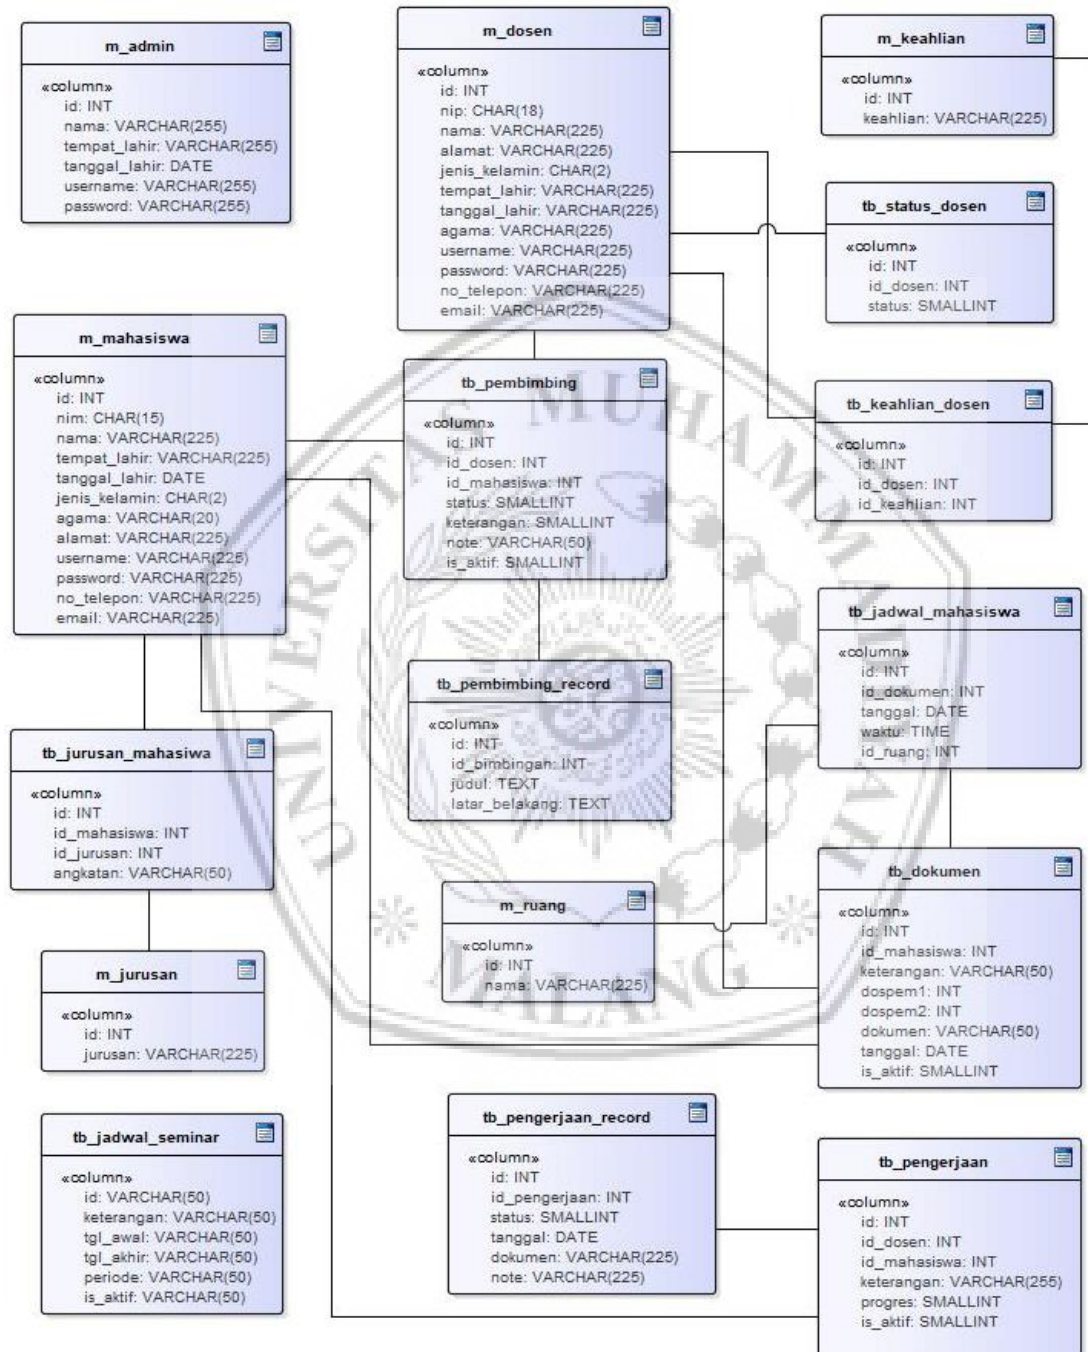 m_admin
«column»
id: INT
nama: VARCHAR(255)
tempat_lahir: VARCHAR(255)
tanggal_lahir: DATE
username: VARCHAR(255)
password: VARCHAR(255)
m_dosen
«column»
id: INT
nip: CHAR(18)
nama: VARCHAR(225)
alamat: VARCHAR(225)
jenis_kelamin: CHAR(2)
tempat_lahir: VARCHAR(225)
tanggal_lahir: VARCHAR(225)
agama: VARCHAR(225)
username: VARCHAR(225)
password: VARCHAR(225)
no_telepon: VARCHAR(225)
email: VARCHAR(225)
m_keahlian
«column»
id: INT
keahlian: VARCHAR(225)
tb_status_dosen
«column»
id: INT
id_dosen: INT
status: SMALLINT
m_mahasiswa
«column»
id: INT
nim: CHAR(15)
nama: VARCHAR(225)
tempat_lahir: VARCHAR(225)
tanggal_lahir: DATE
jenis_kelamin: CHAR(2)
agama: VARCHAR(20)
alamat: VARCHAR(225)
username: VARCHAR(225)
password: VARCHAR(225)
no_telepon: VARCHAR(225)
email: VARCHAR(225)
tb_pembimbing
«column»
id: INT
id_dosen: INT
id_mahasiswa: INT
status: SMALLINT
keterangan: SMALLINT
note: VARCHAR(50)
is_aktif: SMALLINT
tb_keahlian_dosen
«column»
id: INT
id_dosen: INT
id_keahlian: INT
tb_jadwal_mahasiswa
«column»
id: INT
id_dokumen: INT
tanggal: DATE
waktu: TIME
id_ruang: INT
tb_pembimbing_record
«column»
id: INT
id_bimbingan: INT
judul: TEXT
latar_belakang: TEXT
tb_jurusan_mahasiwa
«column»
id: INT
id_mahasiswa: INT
id_jurusan: INT
angkatan: VARCHAR(50)
tb_dokumen
«column»
id: INT
id_mahasiswa: INT
keterangan: VARCHAR(50)
dospem1: INT
dospem2: INT
dokumen: VARCHAR(50)
tanggal: DATE
is_aktif: SMALLINT
m_ruang
«column»
id: INT
nama: VARCHAR(225)
m_jurusan
«column»
id: INT
jurusan: VARCHAR(225)
tb_jadwal_seminar
«column»
id: VARCHAR(50)
keterangan: VARCHAR(50)
tgl_awal: VARCHAR(50)
tgl_akhir: VARCHAR(50)
periode: VARCHAR(50)
is_aktif: VARCHAR(50)
tb_pengerjaan_record
«column»
id: INT
id_pengerjaan: INT
status: SMALLINT
tanggal: DATE
dokumen: VARCHAR(225)
note: VARCHAR(225)
tb_pengerjaan
«column»
id: INT
id_dosen: INT
id_mahasiswa: INT
keterangan: VARCHAR(255)
progres: SMALLINT
is_aktif: SMALLINT
UNIVERSITAS MUHAMMADIYAH
MALANG